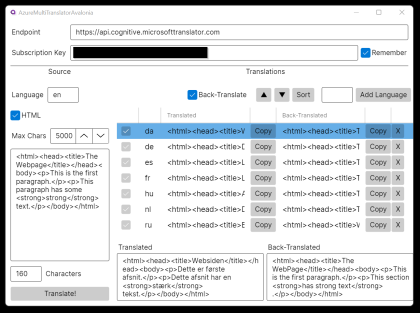 AzureMultiTranslatorAvalonia
Endpoint https://api.cognitive.microsofttranslator.com
Subscription Key Remember
Source Translations
Language en Back-Translate ▲ ▼ Sort Add Language
HTML
Max Chars 5000
Translated Back-Translated
da <html><head><title>V Copy <html><head><title>T Copy X
de <html><head><title>D Copy <html><head><title>T Copy X
es <html><head><title>L Copy <html><head><title>T Copy X
fr <html><head><title>L Copy <html><head><title>T Copy X
hu <html><head><title>A Copy <html><head><title>T Copy X
nl <html><head><title>D Copy <html><head><title>T Copy X
ru <html><head><title>E Copy <html><head><title>T Copy X
<html><head><title>The
Webpage</title></head><
body><p>This is the first
paragraph.</p><p>This
paragraph has some
<strong>strong</strong>
text.</p></body></html>
160 Characters
Translate!
Translated
<html><head><title>Websiden</title></h
ead><body><p>Dette er første
afsnit.</p><p>Dette afsnit har en
<strong>stærk</strong>
tekst.</p></body></html>
Back-Translated
<html><head><title>The
WebPage</title></head><body><p>This
is the first paragraph.</p><p>This section
<strong>has strong text</strong>
.</p></body></html>